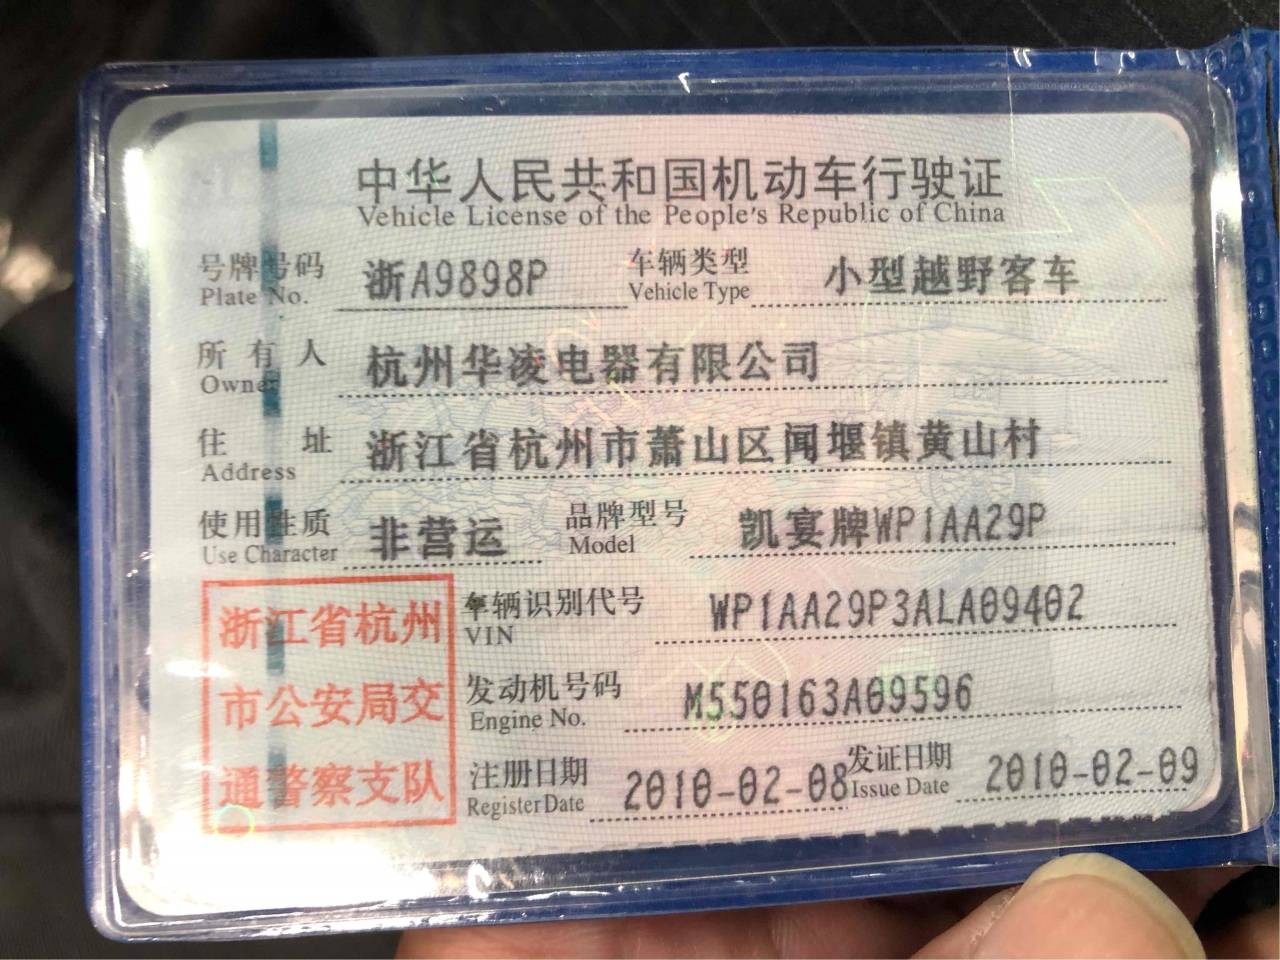 中华人民共和国机动车行驶证
Vehicle License of the People's Republic of China
号牌号码 浙A9898P 车辆类型 小型越野客车
Plate No. Vehicle Type
所有人 杭州华凌电器有限公司
Owner
住址 浙江省杭州市萧山区闻堰镇黄山村
Address
使用性质 非营运 品牌型号 凯宴牌WP1AA29P
Use Character Model
浙江省杭州
市公安局交
通警察支队
车辆识别代号 WP1AA29P3ALA09402
VIN
发动机号码 M550163A09596
Engine No.
注册日期 2010-02-08 发证日期 2010-02-09
Register Date Issue Date